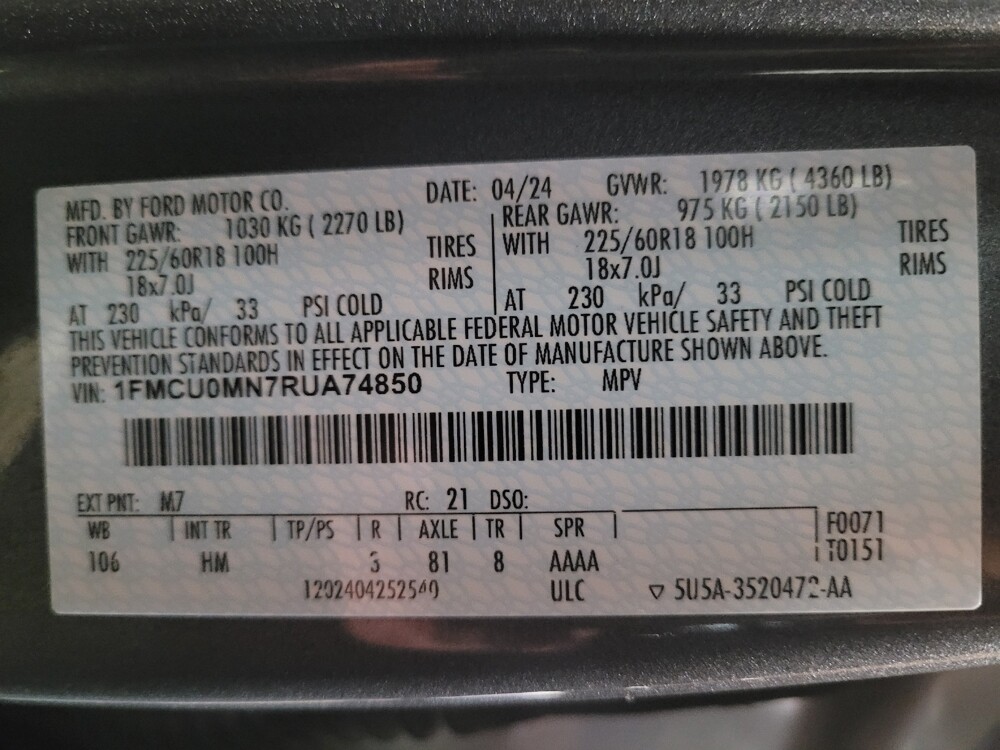 MFD. BY FORD MOTOR CO. DATE: 04/24 GVWR: 1978 KG ( 4360 LB)
FRONT GAWR: 1030 KG ( 2270 LB) REAR GAWR: 975 KG ( 2150 LB)
WITH 225/60R18 100H TIRES WITH 225/60R18 100H TIRES
18x7.0J RIMS 18x7.0J RIMS
AT 230 kPa/ 33 PSI COLD AT 230 kPa/ 33 PSI COLD
THIS VEHICLE CONFORMS TO ALL APPLICABLE FEDERAL MOTOR VEHICLE SAFETY AND THEFT
PREVENTION STANDARDS IN EFFECT ON THE DATE OF MANUFACTURE SHOWN ABOVE.
VIN: 1FMCU0MN7RUA74850 TYPE: MPV
EXT PNT: M7 RC: 21 DSO:
WB INT TR TP/PS R AXLE TR SPR F0071
106 HM 3 81 8 AAAA T0151
1202404252540 ULC ▽ 5U5A-3520472-AA